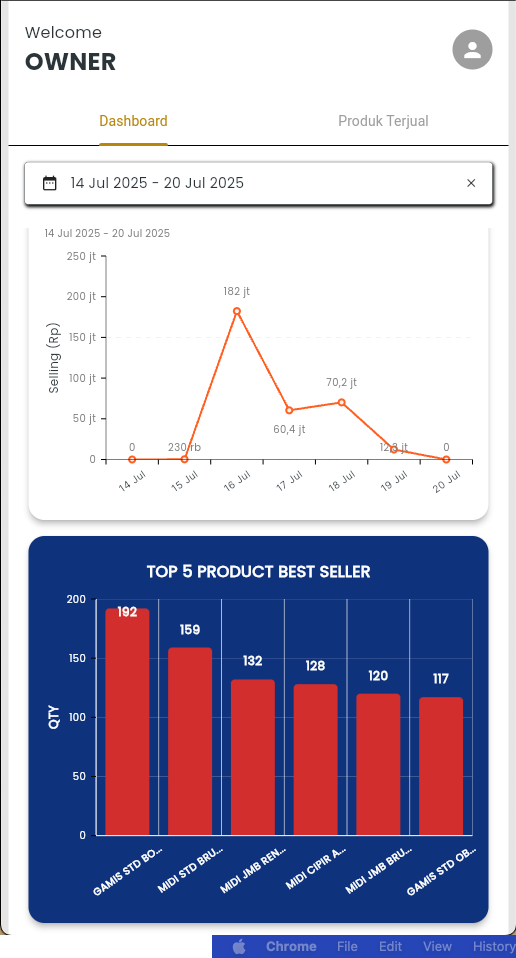 Welcome
OWNER
Dashboard
Produk Terjual
14 Jul 2025 - 20 Jul 2025
14 Jul 2025 - 20 Jul 2025
250 jt
200 jt
150 jt
100 jt
50 jt
0
Selling (Rp)
182 jt
70,2 jt
60,4 jt
0
230 rb
0
14 Jul
15 Jul
16 Jul
17 Jul
18 Jul
19 Jul
20 Jul
TOP 5 PRODUCT BEST SELLER
200
150
100
50
0
QTY
192
159
132
128
120
117
GAMIS STD BO...
MIDI STD BRU...
MIDI JMB REN...
MIDI CIPIR A...
MIDI JMB BRU...
GAMIS STD OB...
Chrome File Edit View History